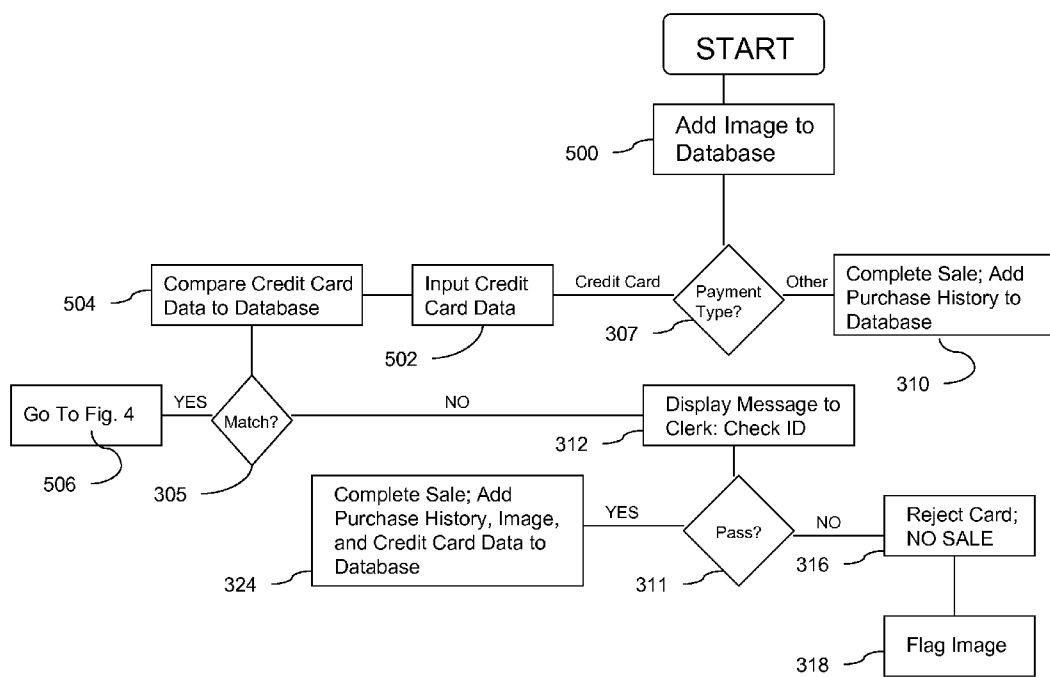 START
Add Image to
Database
500
Compare Credit Card
Data to Database
504
Input Credit
Card Data
502
Credit Card
Payment
Type?
307
Other
Complete Sale; Add
Purchase History to
Database
310
Go To Fig. 4
506
YES
Match?
305
NO
Display Message to
Clerk: Check ID
312
Complete Sale; Add
Purchase History, Image,
and Credit Card Data to
Database
324
YES
Pass?
311
NO
Reject Card;
NO SALE
316
Flag Image
318